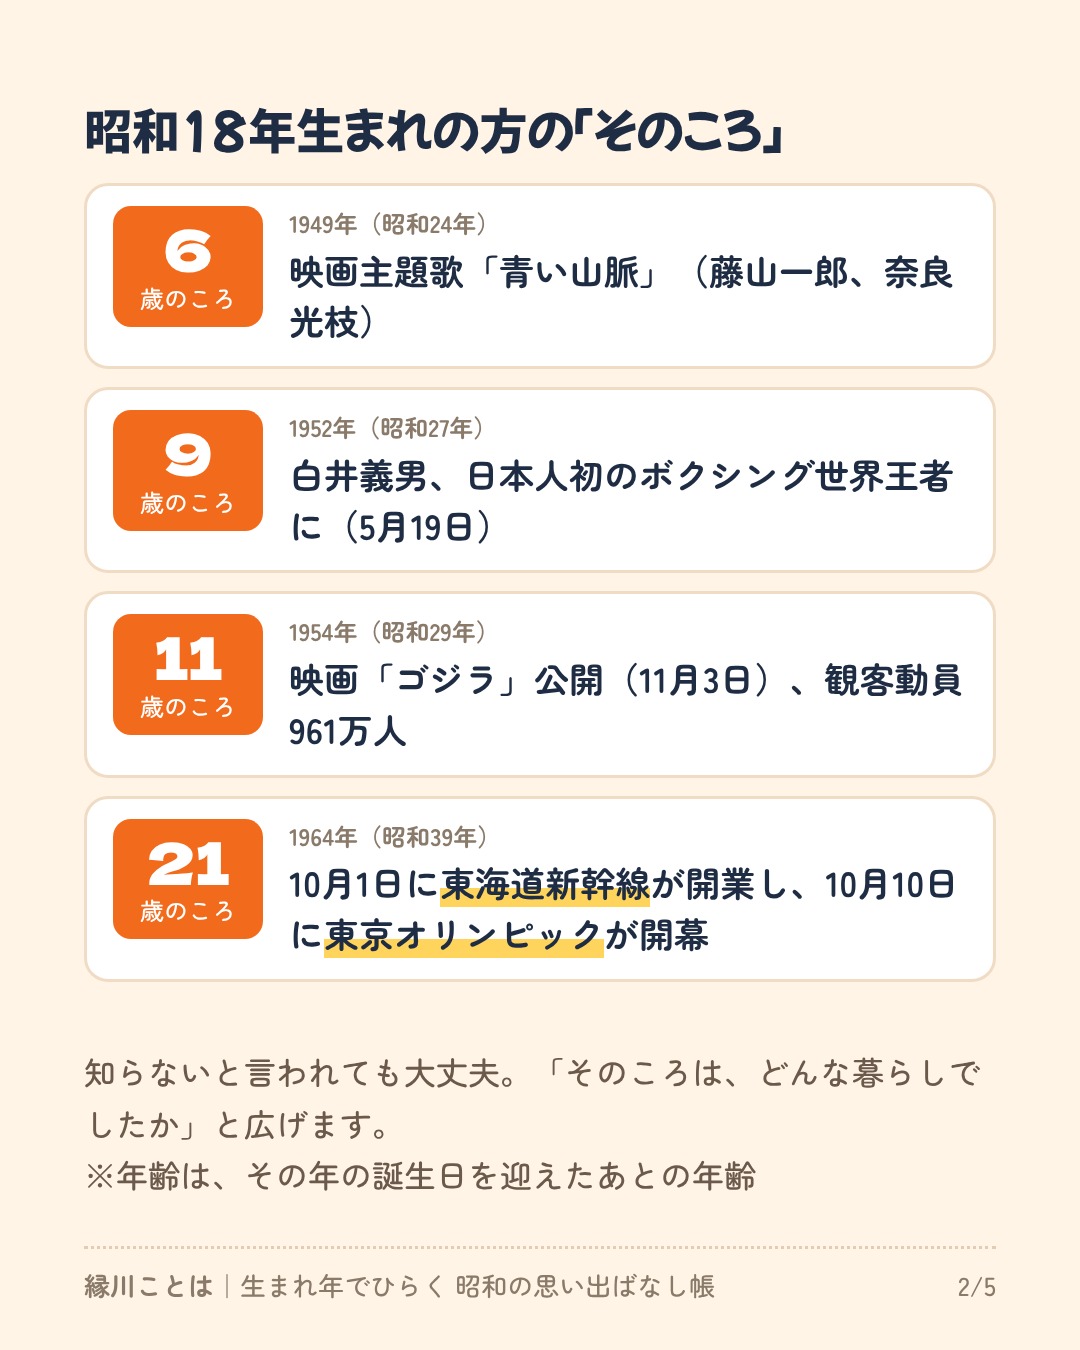 昭和18年生まれの方の「そのころ」
6
歳のころ
1949年（昭和24年）
映画主題歌「青い山脈」（藤山一郎、奈良
光枝）
9
歳のころ
1952年（昭和27年）
白井義男、日本人初のボクシング世界王者
に（5月19日）
11
歳のころ
1954年（昭和29年）
映画「ゴジラ」公開（11月3日）、観客動員
961万人
21
歳のころ
1964年（昭和39年）
10月1日に東海道新幹線が開業し、10月10日
に東京オリンピックが開幕
知らないと言われても大丈夫。「そのころは、どんな暮らしで
したか」と広げます。
※年齢は、その年の誕生日を迎えたあとの年齢
縁川ことは｜生まれ年でひらく 昭和の思い出ばなし帳
2/5